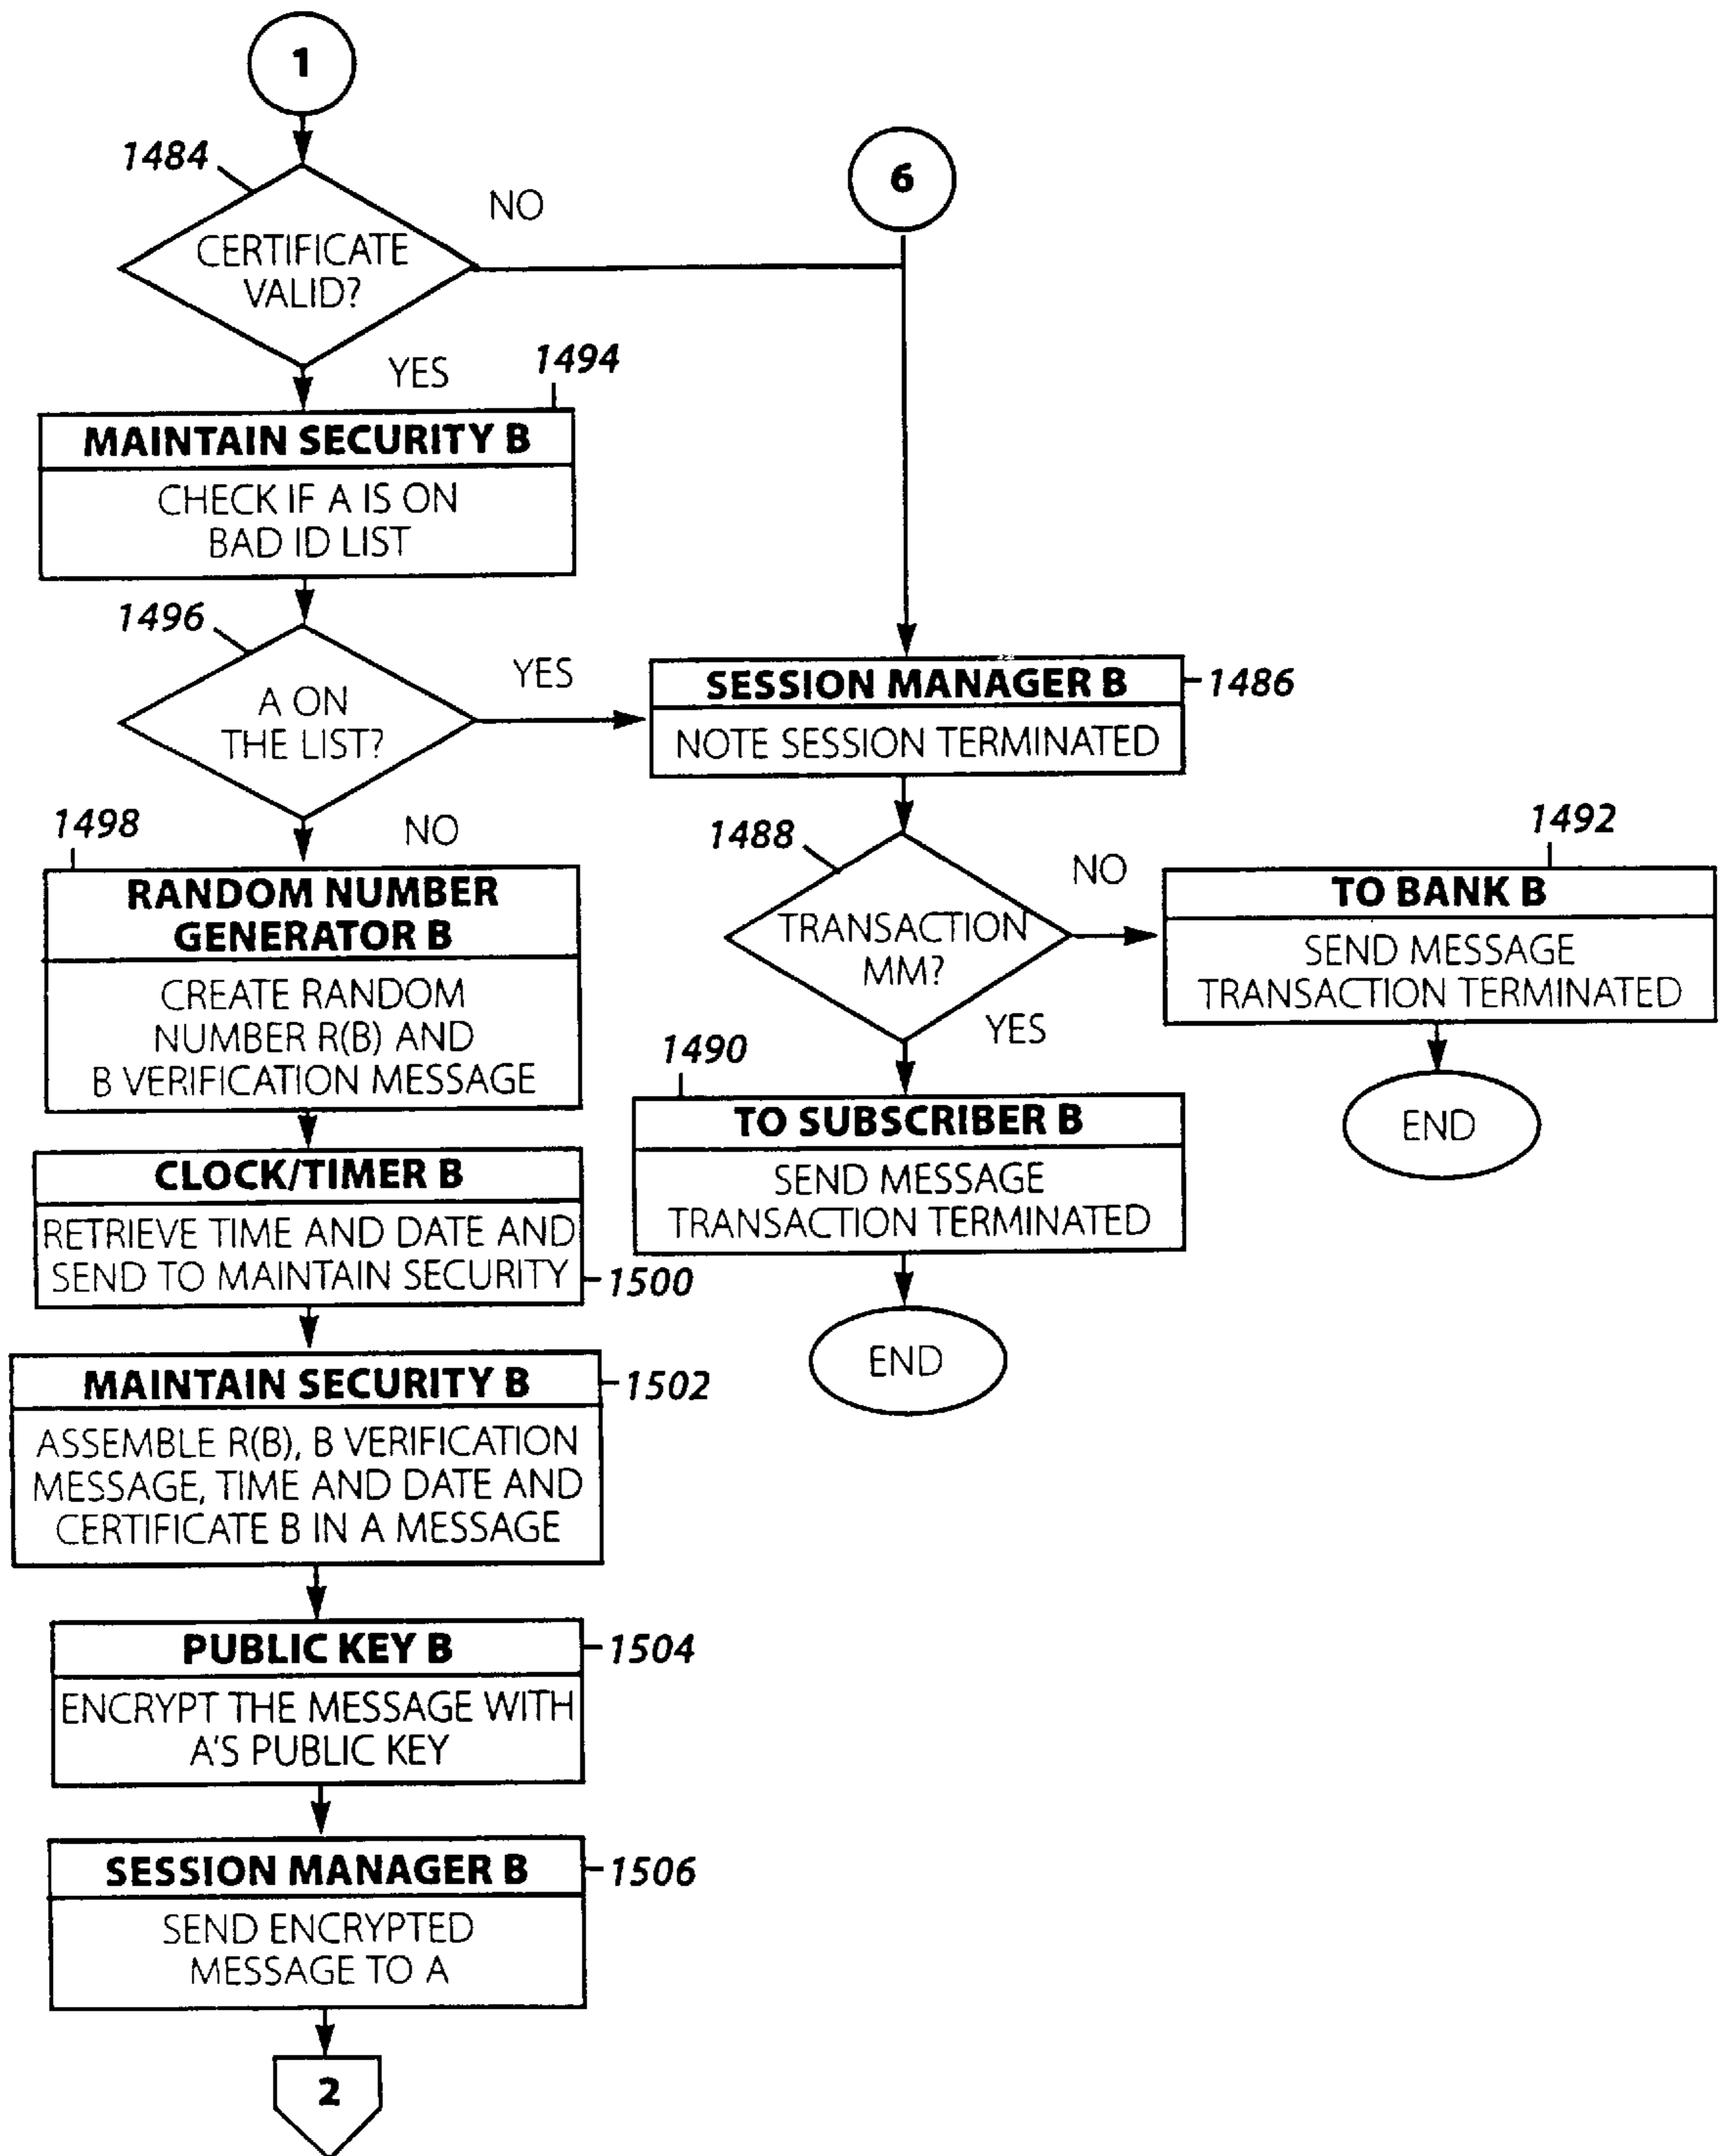 1
1484
NO
6
CERTIFICATE
VALID?
YES
1494
MAINTAIN SECURITY B
CHECK IF A IS ON
BAD ID LIST
1496
A ON
THE LIST?
YES
SESSION MANAGER B
1486
NOTE SESSION TERMINATED
1498
NO
RANDOM NUMBER
GENERATOR B
CREATE RANDOM
NUMBER R(B) AND
B VERIFICATION MESSAGE
1488
TRANSACTION
MM?
NO
1492
TO BANK B
SEND MESSAGE
TRANSACTION TERMINATED
END
YES
1490
TO SUBSCRIBER B
SEND MESSAGE
TRANSACTION TERMINATED
END
CLOCK/TIMER B
RETRIEVE TIME AND DATE AND
SEND TO MAINTAIN SECURITY
1500
MAINTAIN SECURITY B
1502
ASSEMBLE R(B), B VERIFICATION
MESSAGE, TIME AND DATE AND
CERTIFICATE B IN A MESSAGE
PUBLIC KEY B
1504
ENCRYPT THE MESSAGE WITH
A'S PUBLIC KEY
SESSION MANAGER B
1506
SEND ENCRYPTED
MESSAGE TO A
2